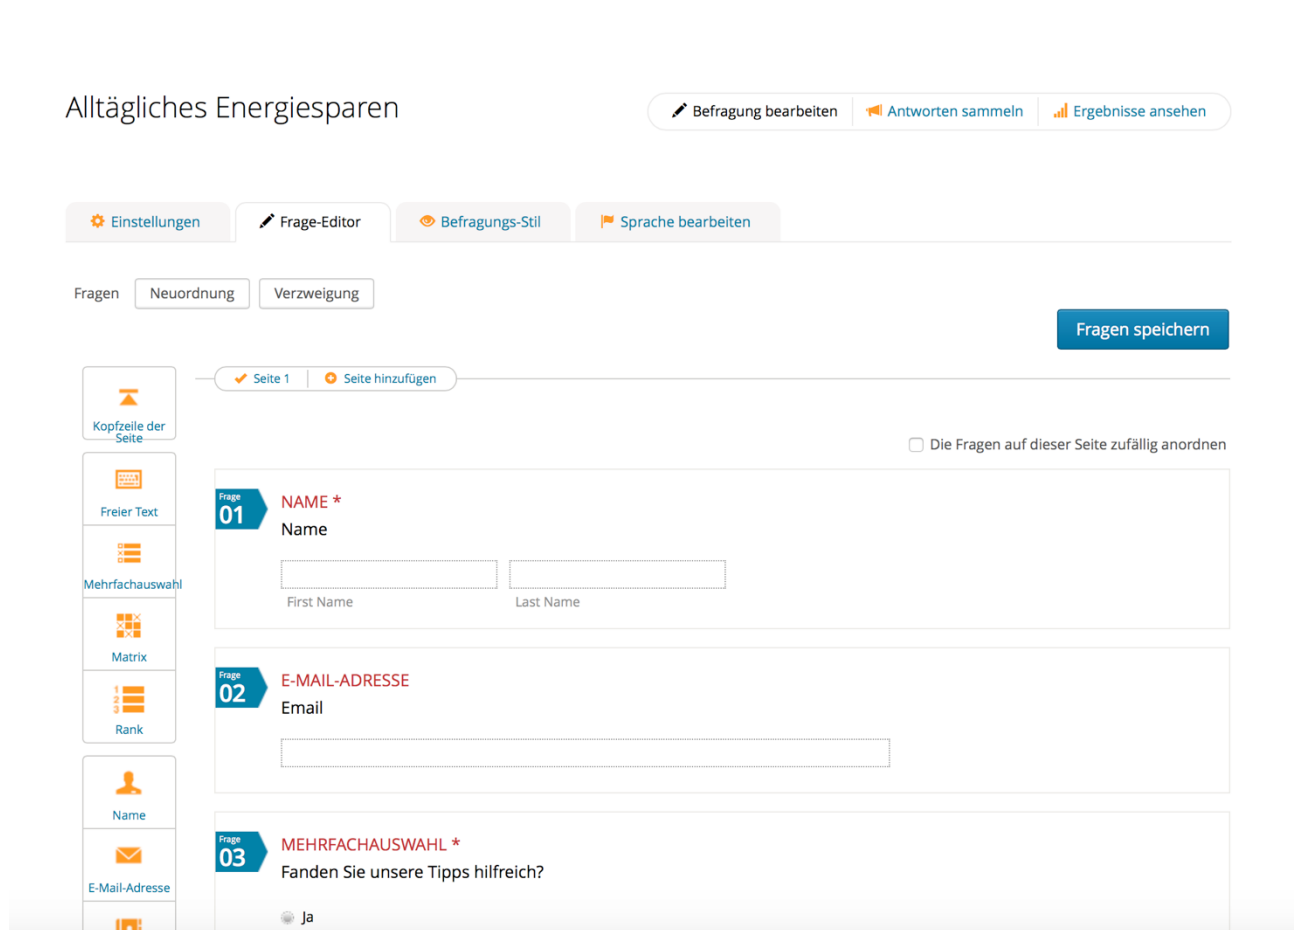 Alltägliches Energiesparen
Befragung bearbeiten
Antworten sammeln
Ergebnisse ansehen
Einstellungen
Frage-Editor
Befragungs-Stil
Sprache bearbeiten
Fragen
Neuordnung
Verzweigung
Fragen speichern
Seite 1
Seite hinzufügen
Die Fragen auf dieser Seite zufällig anordnen
Kopfzeile der
Seite
Freier Text
Mehrfachauswahl
Matrix
1
2
3
Rank
Name
E-Mail-Adresse
Frage
01
NAME *
Name
First Name
Last Name
Frage
02
E-MAIL-ADRESSE
Email
Frage
03
MEHRFACHAUSWAHL *
Fanden Sie unsere Tipps hilfreich?
Ja